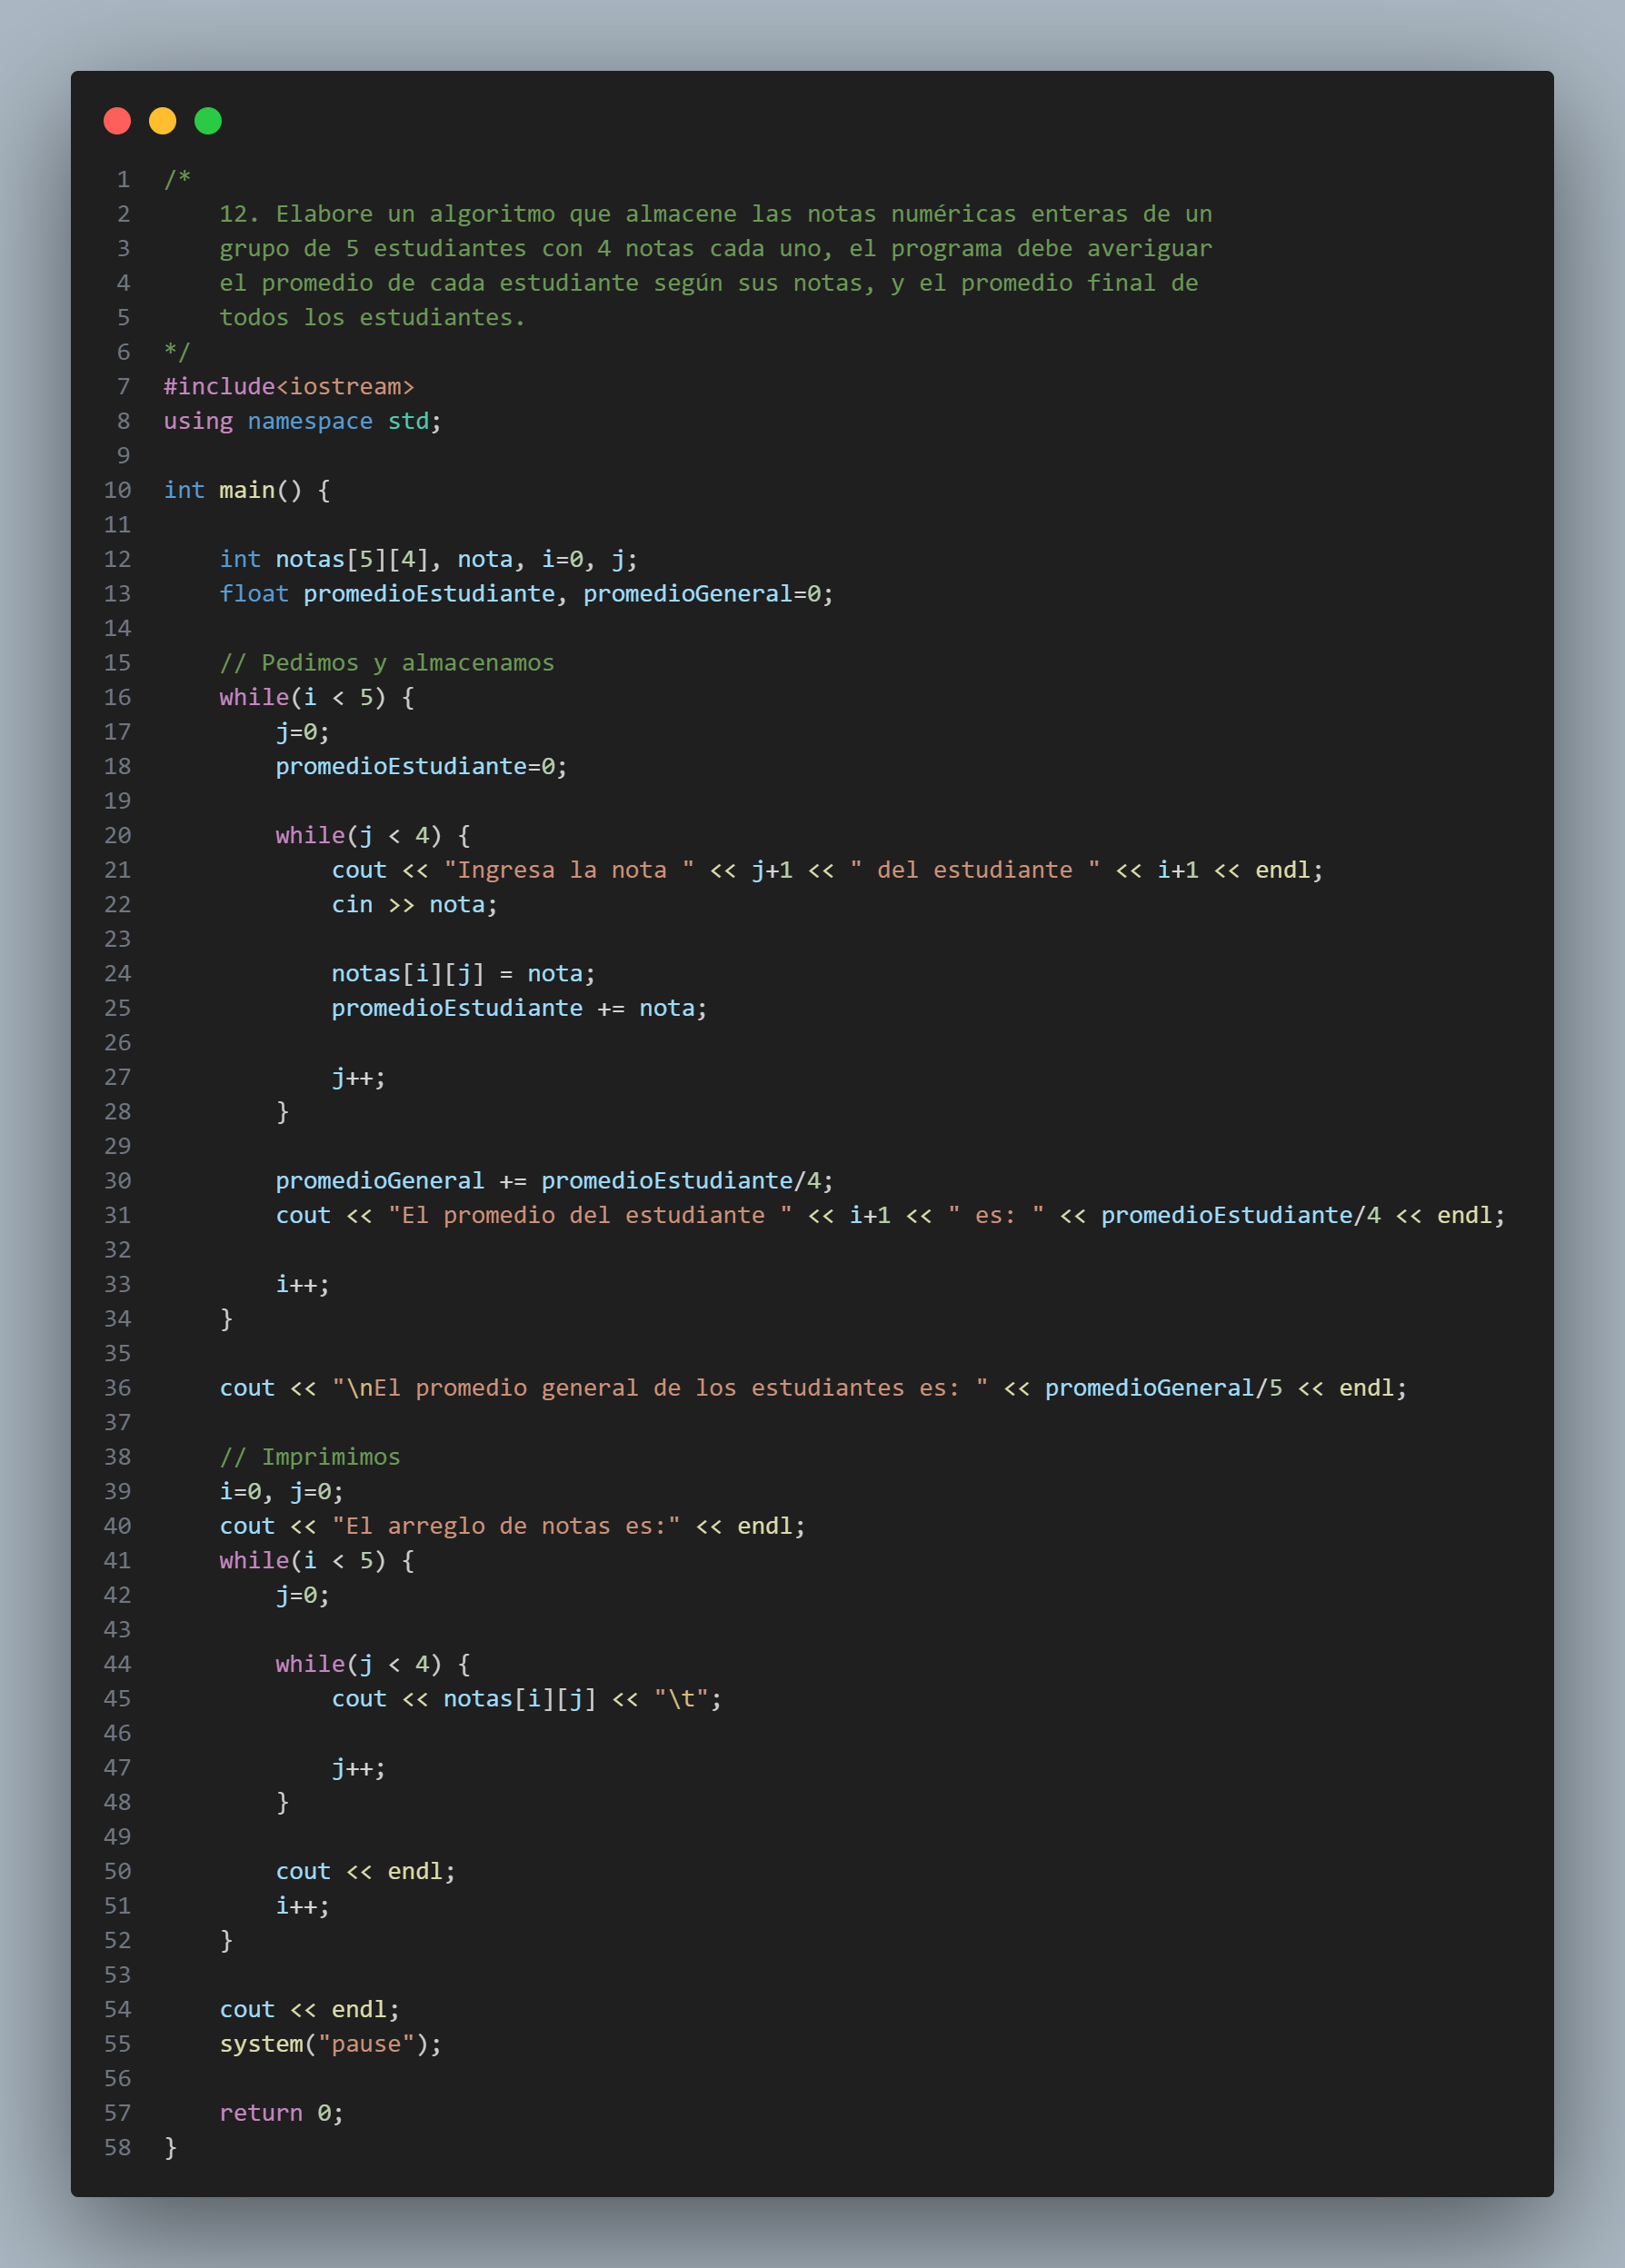 1 /*
2     12. Elabore un algoritmo que almacene las notas numéricas enteras de un
3     grupo de 5 estudiantes con 4 notas cada uno, el programa debe averiguar
4     el promedio de cada estudiante según sus notas, y el promedio final de
5     todos los estudiantes.
6 */
7 #include<iostream>
8 using namespace std;
9
10 int main() {
11
12     int notas[5][4], nota, i=0, j;
13     float promedioEstudiante, promedioGeneral=0;
14
15     // Pedimos y almacenamos
16     while(i < 5) {
17         j=0;
18         promedioEstudiante=0;
19
20         while(j < 4) {
21             cout << "Ingresa la nota " << j+1 << " del estudiante " << i+1 << endl;
22             cin >> nota;
23
24             notas[i][j] = nota;
25             promedioEstudiante += nota;
26
27             j++;
28         }
29
30         promedioGeneral += promedioEstudiante/4;
31         cout << "El promedio del estudiante " << i+1 << " es: " << promedioEstudiante/4 << endl;
32
33         i++;
34     }
35
36     cout << "\nEl promedio general de los estudiantes es: " << promedioGeneral/5 << endl;
37
38     // Imprimimos
39     i=0, j=0;
40     cout << "El arreglo de notas es:" << endl;
41     while(i < 5) {
42         j=0;
43
44         while(j < 4) {
45             cout << notas[i][j] << "\t";
46
47             j++;
48         }
49
50         cout << endl;
51         i++;
52     }
53
54     cout << endl;
55     system("pause");
56
57     return 0;
58 }